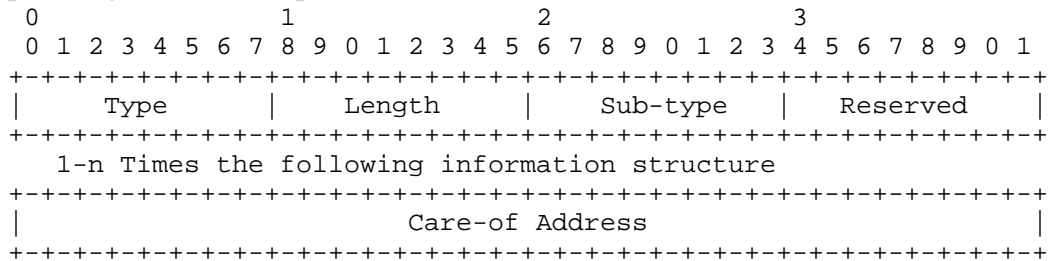 0                   1                   2                   3
 0 1 2 3 4 5 6 7 8 9 0 1 2 3 4 5 6 7 8 9 0 1 2 3 4 5 6 7 8 9 0 1
+-+-+-+-+-+-+-+-+-+-+-+-+-+-+-+-+-+-+-+-+-+-+-+-+-+-+-+-+-+-+-+-+
|      Type     |     Length    |    Sub-type   |   Reserved    |
+-+-+-+-+-+-+-+-+-+-+-+-+-+-+-+-+-+-+-+-+-+-+-+-+-+-+-+-+-+-+-+-+
   1-n Times the following information structure
+-+-+-+-+-+-+-+-+-+-+-+-+-+-+-+-+-+-+-+-+-+-+-+-+-+-+-+-+-+-+-+-+
|                        Care-of Address                        |
+-+-+-+-+-+-+-+-+-+-+-+-+-+-+-+-+-+-+-+-+-+-+-+-+-+-+-+-+-+-+-+-+